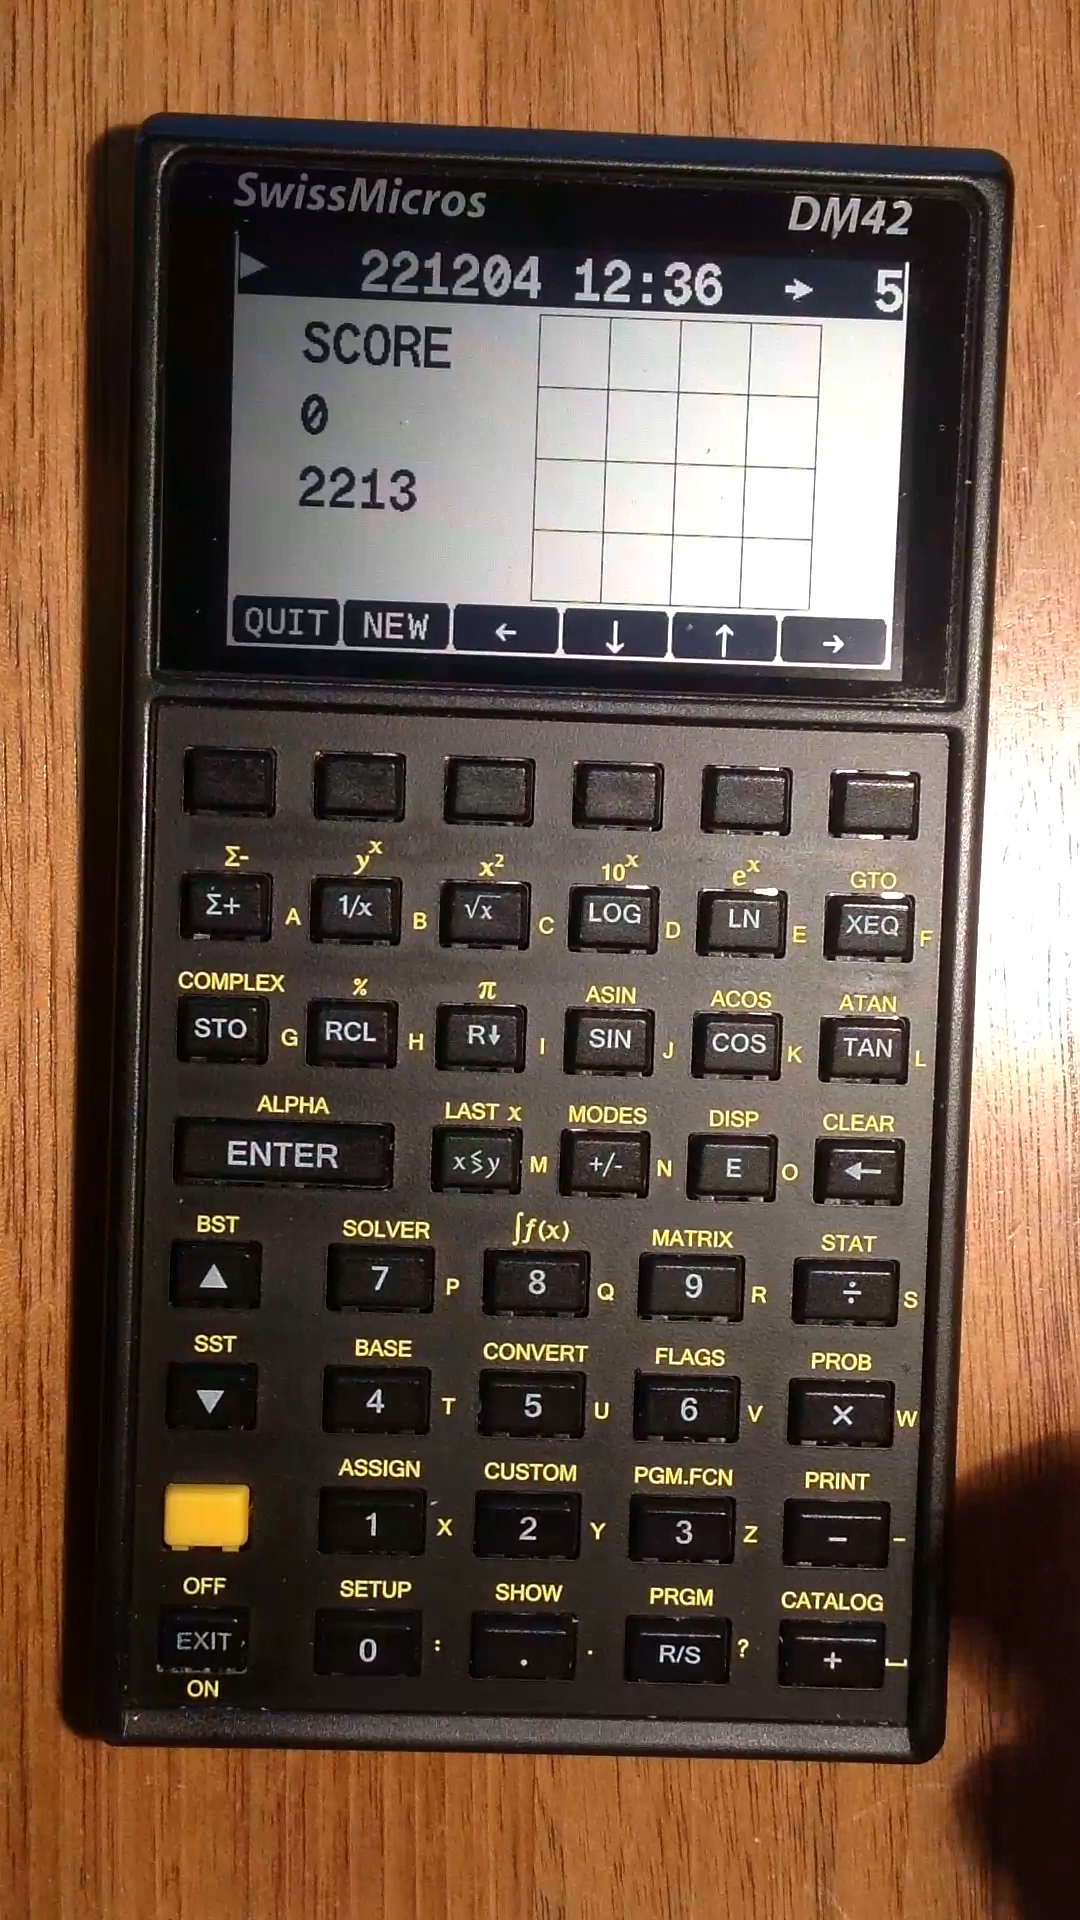 SwissMicros DM42
221204 12:36 → 5
SCORE
0
2213
QUIT NEW ← ↓ ↑ →
Σ- yˣ x² 10ˣ eˣ GTO
Σ+ A 1/x B √x C LOG D LN E XEQ F
COMPLEX % π ASIN ACOS ATAN
STO G RCL H R↓ I SIN J COS K TAN L
ALPHA LAST x MODES DISP CLEAR
ENTER x≶y M +/- N E O ←
BST SOLVER ∫f(x) MATRIX STAT
▲ 7 P 8 Q 9 R ÷ S
SST BASE CONVERT FLAGS PROB
▼ 4 T 5 U 6 V × W
ASSIGN CUSTOM PGM.FCN PRINT
1 X 2 Y 3 Z − −
OFF SETUP SHOW PRGM CATALOG
EXIT 0 : . . R/S ? + ⎵
ON